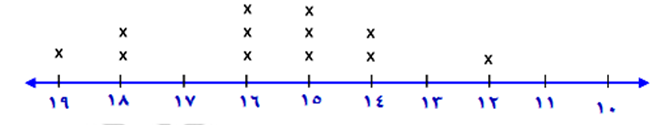 x x
x x x x
x x x x x x
١٩ ١٨ ١٧ ١٦ ١٥ ١٤ ١٣ ١٢ ١١ ١٠